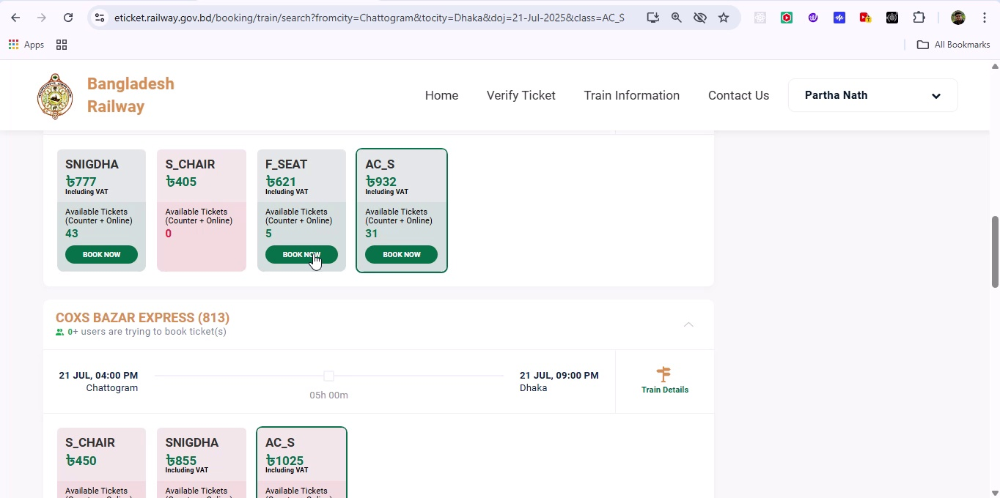 eticket.railway.gov.bd/booking/train/search?fromcity=Chattogram&tocity=Dhaka&doj=21-Jul-2025&class=AC_S
Apps
All Bookmarks
Bangladesh
Railway
Home
Verify Ticket
Train Information
Contact Us
Partha Nath
SNIGDHA
৳777
Including VAT
Available Tickets
(Counter + Online)
43
BOOK NOW
S_CHAIR
৳405
Available Tickets
(Counter + Online)
0
F_SEAT
৳621
Including VAT
Available Tickets
(Counter + Online)
5
BOOK NOW
AC_S
৳932
Including VAT
Available Tickets
(Counter + Online)
31
BOOK NOW
COXS BAZAR EXPRESS (813)
0+ users are trying to book ticket(s)
21 JUL, 04:00 PM
Chattogram
05h 00m
21 JUL, 09:00 PM
Dhaka
Train Details
S_CHAIR
৳450
Available Tickets
SNIGDHA
৳855
Including VAT
Available Tickets
AC_S
৳1025
Including VAT
Available Tickets